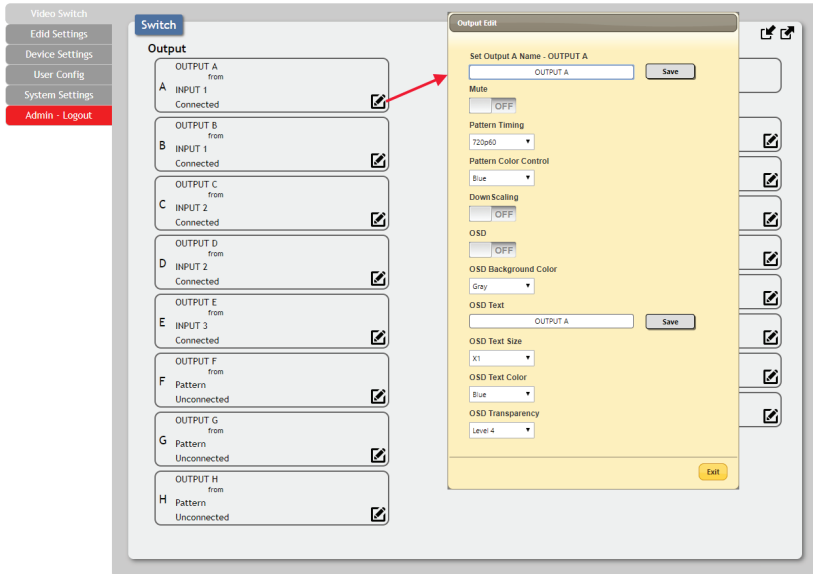 Video Switch
Edid Settings
Device Settings
User Config
System Settings
Admin - Logout
Switch
Output
OUTPUT A
from
A
INPUT 1
Connected
OUTPUT B
from
B
INPUT 1
Connected
OUTPUT C
from
C
INPUT 2
Connected
OUTPUT D
from
D
INPUT 2
Connected
OUTPUT E
from
E
INPUT 3
Connected
OUTPUT F
from
F
Pattern
Unconnected
OUTPUT G
from
G
Pattern
Unconnected
OUTPUT H
from
H
Pattern
Unconnected
Output Edit
Set Output A Name - OUTPUT A
OUTPUT A
Save
Mute
OFF
Pattern Timing
720p60
Pattern Color Control
Blue
DownScaling
OFF
OSD
OFF
OSD Background Color
Gray
OSD Text
OUTPUT A
Save
OSD Text Size
X1
OSD Text Color
Blue
OSD Transparency
Level 4
Exit